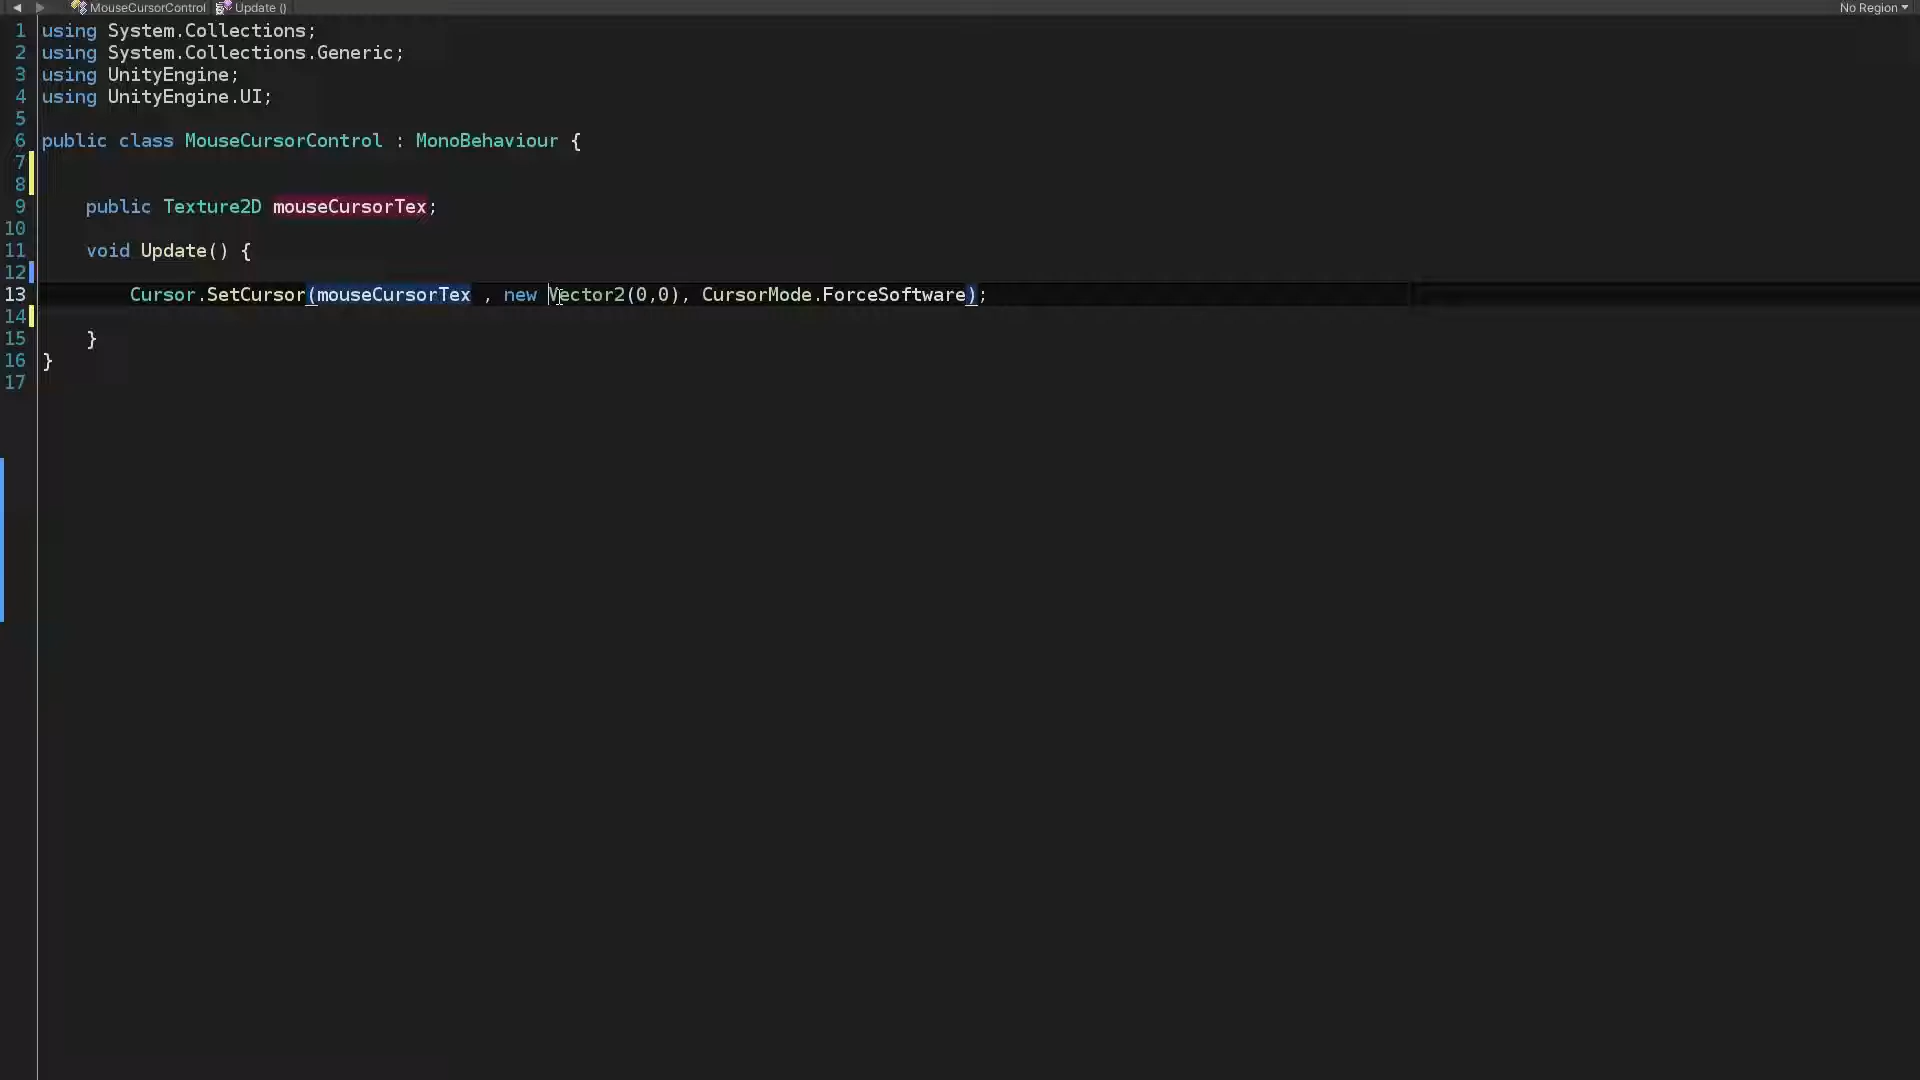 MouseCursorControl Update () No Region
1 using System.Collections;
2 using System.Collections.Generic;
3 using UnityEngine;
4 using UnityEngine.UI;
5
6 public class MouseCursorControl : MonoBehaviour {
7
8
9 public Texture2D mouseCursorTex;
10
11 void Update() {
12
13 Cursor.SetCursor(mouseCursorTex , new Vector2(0,0), CursorMode.ForceSoftware);
14
15 }
16 }
17